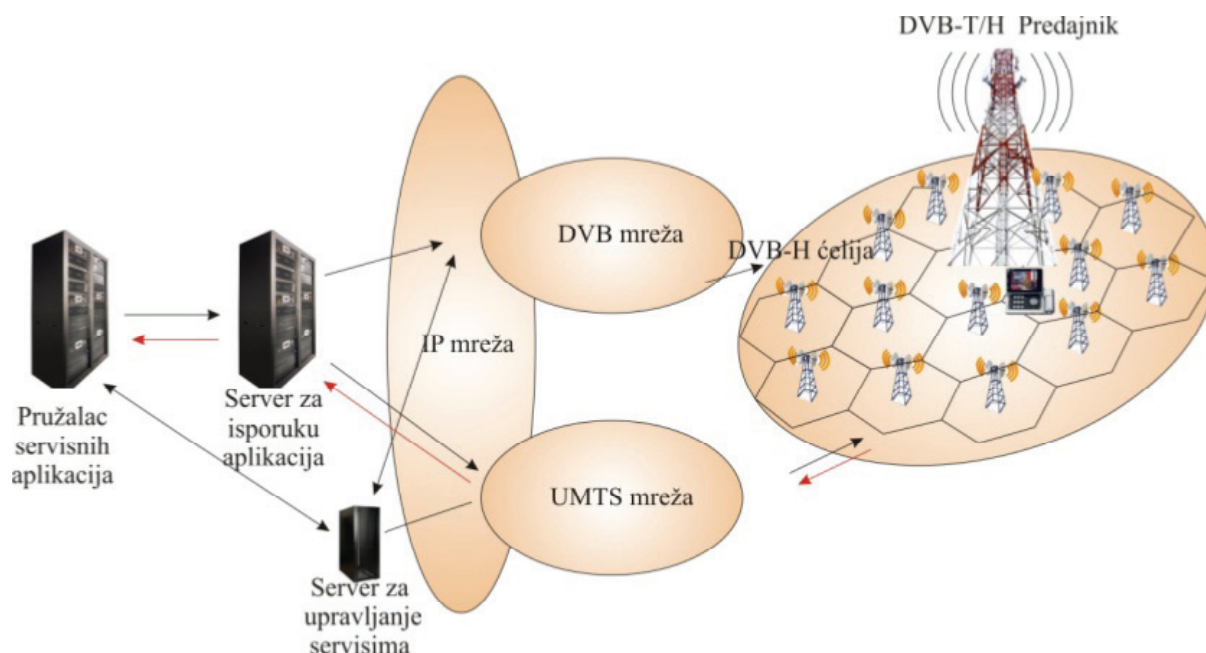 DVB-T/H Predajnik
DVB mreža
DVB-H ćelija
IP mreža
Pružalac
servisnih
aplikacija
Server za
isporuku
aplikacija
UMTS mreža
Server za
upravljanje
servisima